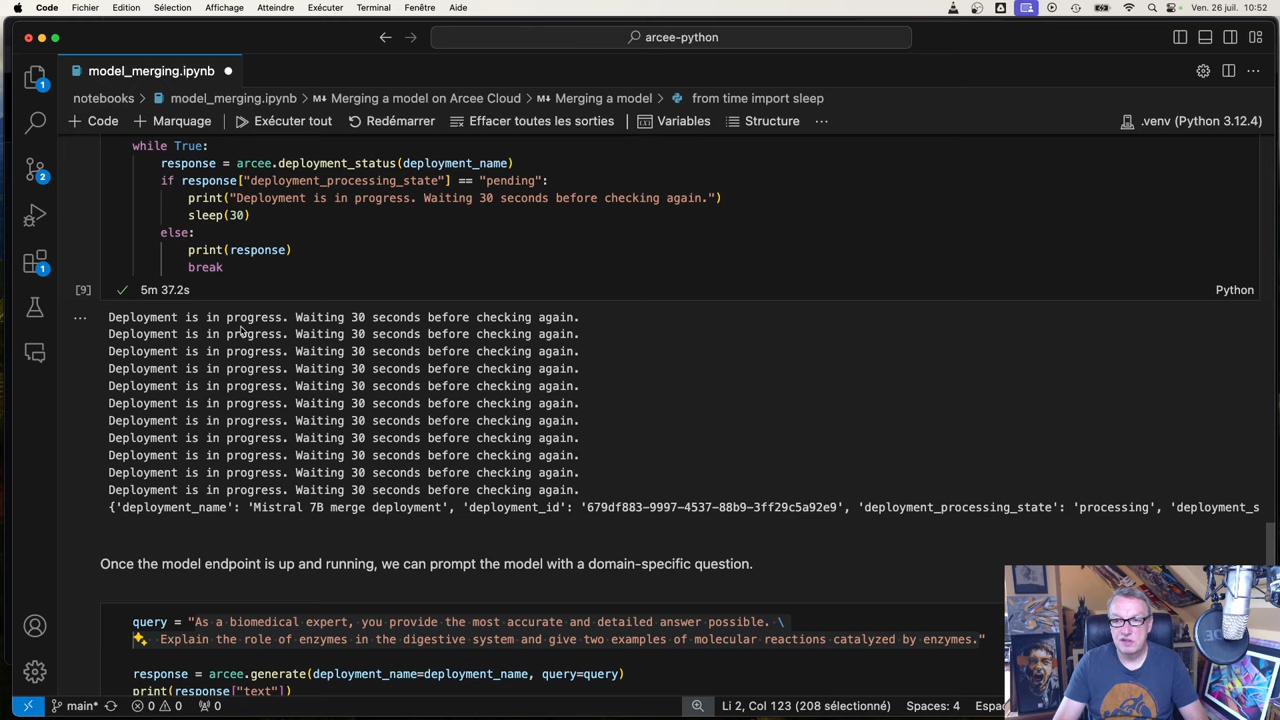 Code Fichier Edition Sélection Affichage Atteindre Exécuter Terminal Fenêtre Aide Ven. 26 juil. 10:52
arcee-python
model_merging.ipynb
notebooks > model_merging.ipynb > Merging a model on Arcee Cloud > Merging a model > from time import sleep
+ Code + Marquage Exécuter tout Redémarrer Effacer toutes les sorties Variables Structure ... .venv (Python 3.12.4)
while True:
response = arcee.deployment_status(deployment_name)
if response["deployment_processing_state"] == "pending":
print("Deployment is in progress. Waiting 30 seconds before checking again.")
sleep(30)
else:
print(response)
break
[9] 5m 37.2s Python
Deployment is in progress. Waiting 30 seconds before checking again.
Deployment is in progress. Waiting 30 seconds before checking again.
Deployment is in progress. Waiting 30 seconds before checking again.
Deployment is in progress. Waiting 30 seconds before checking again.
Deployment is in progress. Waiting 30 seconds before checking again.
Deployment is in progress. Waiting 30 seconds before checking again.
Deployment is in progress. Waiting 30 seconds before checking again.
Deployment is in progress. Waiting 30 seconds before checking again.
Deployment is in progress. Waiting 30 seconds before checking again.
Deployment is in progress. Waiting 30 seconds before checking again.
Deployment is in progress. Waiting 30 seconds before checking again.
{'deployment_name': 'Mistral 7B merge deployment', 'deployment_id': '679df883-9997-4537-88b9-3ff29c5a92e9', 'deployment_processing_state': 'processing', 'deployment_s
Once the model endpoint is up and running, we can prompt the model with a domain-specific question.
query = "As a biomedical expert, you provide the most accurate and detailed answer possible. \
Explain the role of enzymes in the digestive system and give two examples of molecular reactions catalyzed by enzymes."
response = arcee.generate(deployment_name=deployment_name, query=query)
print(response["text"])
main* 0 0 0 Li 2, Col 123 (208 sélectionné) Spaces: 4 Espa
1
2
1